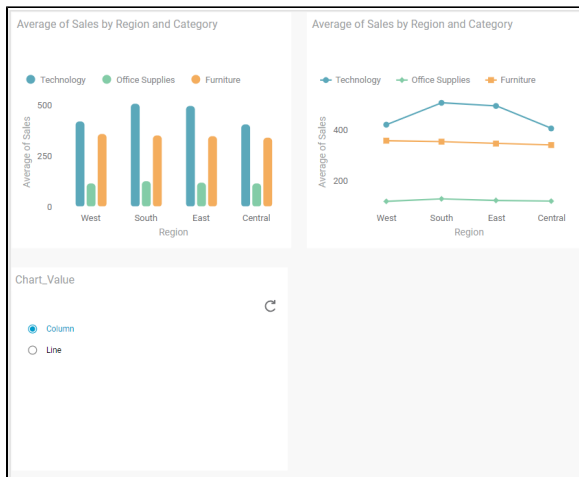 Average of Sales by Region and Category
Technology Office Supplies Furniture
500
250
0
Average of Sales
West South East Central
Region
Average of Sales by Region and Category
Technology Office Supplies Furniture
400
200
Average of Sales
West South East Central
Region
Chart_Value
Column
Line